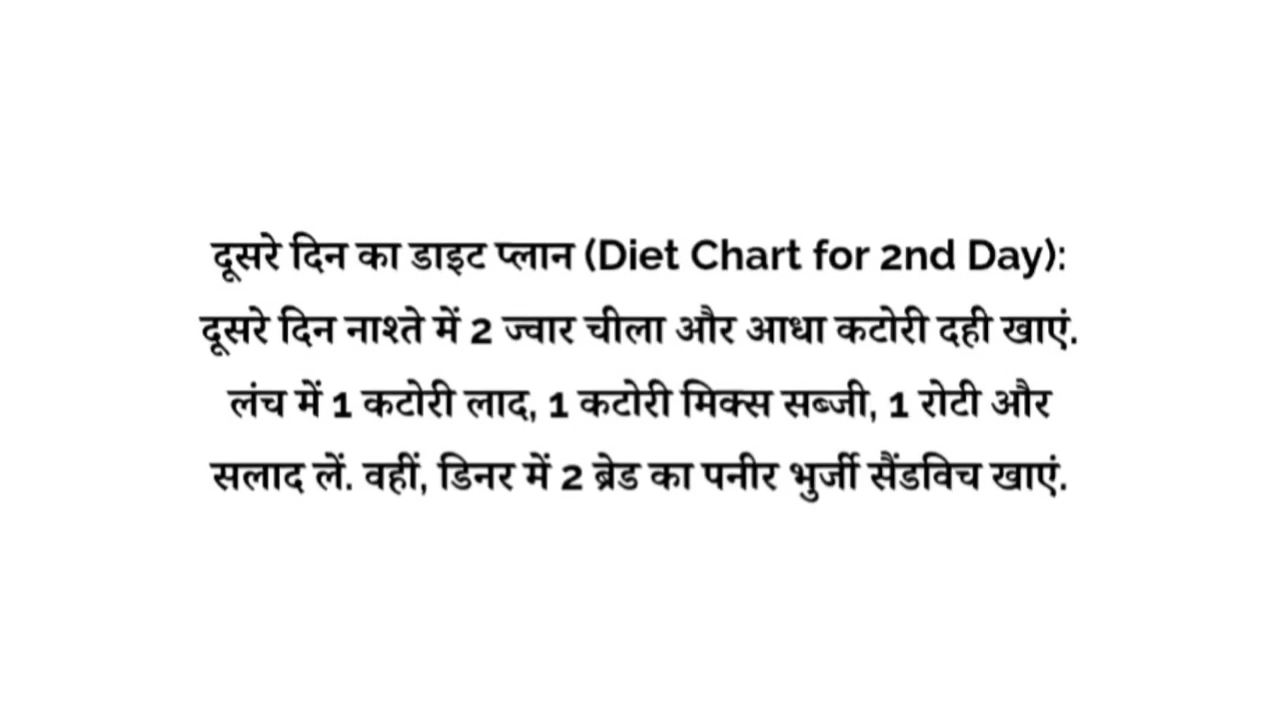 दूसरे दिन का डाइट प्लान (Diet Chart for 2nd Day):
दूसरे दिन नाश्ते में 2 ज्वार चीला और आधा कटोरी दही खाएं.
लंच में 1 कटोरी लाद, 1 कटोरी मिक्स सब्जी, 1 रोटी और
सलाद लें. वहीं, डिनर में 2 ब्रेड का पनीर भुर्जी सैंडविच खाएं.